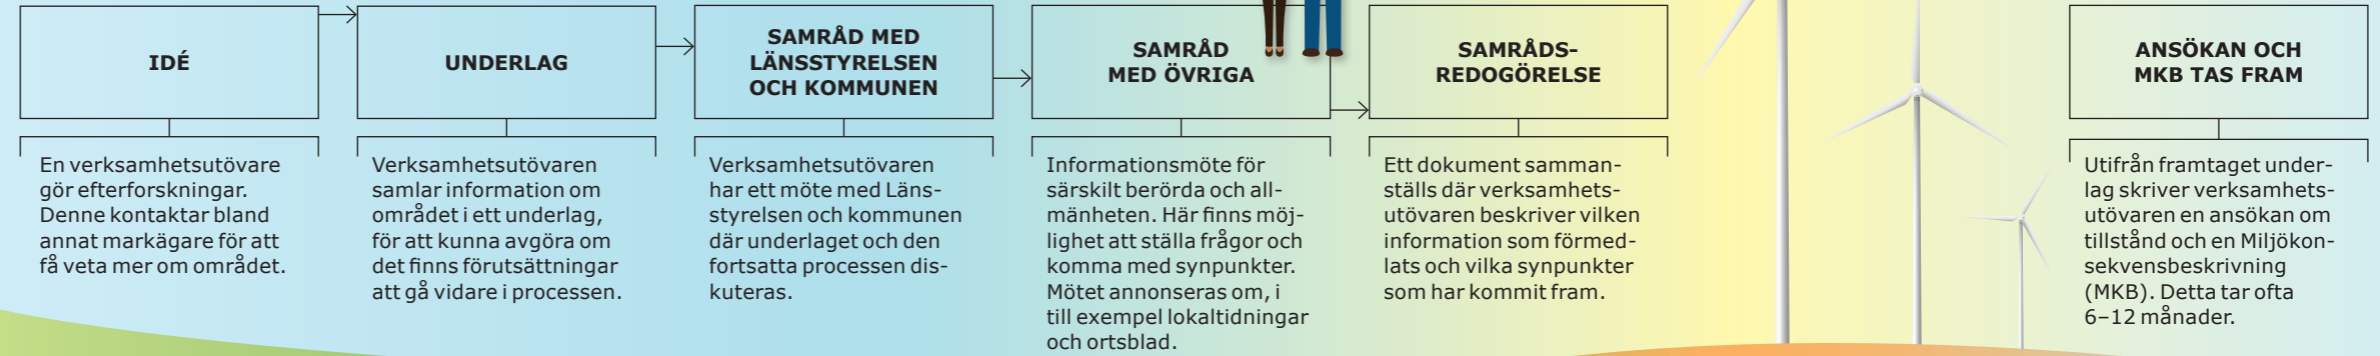 IDÉ
En verksamhetsutövare
gör efterforskningar.
Denne kontaktar bland
annat markägare för att
få veta mer om området.
UNDERLAG
Verksamhetsutövaren
samlar information om
området i ett underlag,
för att kunna avgöra om
det finns förutsättningar
att gå vidare i processen.
SAMRÅD MED
LÄNSSTYRELSEN
OCH KOMMUNEN
Verksamhetsutövaren
har ett möte med Läns-
styrelsen och kommunen
där underlaget och den
fortsatta processen dis-
kuteras.
SAMRÅD
MED ÖVRIGA
Informationsmöte för
särskilt berörda och all-
mänheten. Här finns möj-
lighet att ställa frågor och
komma med synpunkter.
Mötet annonseras om, i
till exempel lokaltidningar
och ortsblad.
SAMRÅDS-
REDOGÖRELSE
Ett dokument samman-
ställs där verksamhets-
utövaren beskriver vilken
information som förmed-
lats och vilka synpunkter
som har kommit fram.
ANSÖKAN OCH
MKB TAS FRAM
Utifrån framtaget under-
lag skriver verksamhets-
utövaren en ansökan om
tillstånd och en Miljökon-
sekvensbeskrivning
(MKB). Detta tar ofta
6–12 månader.